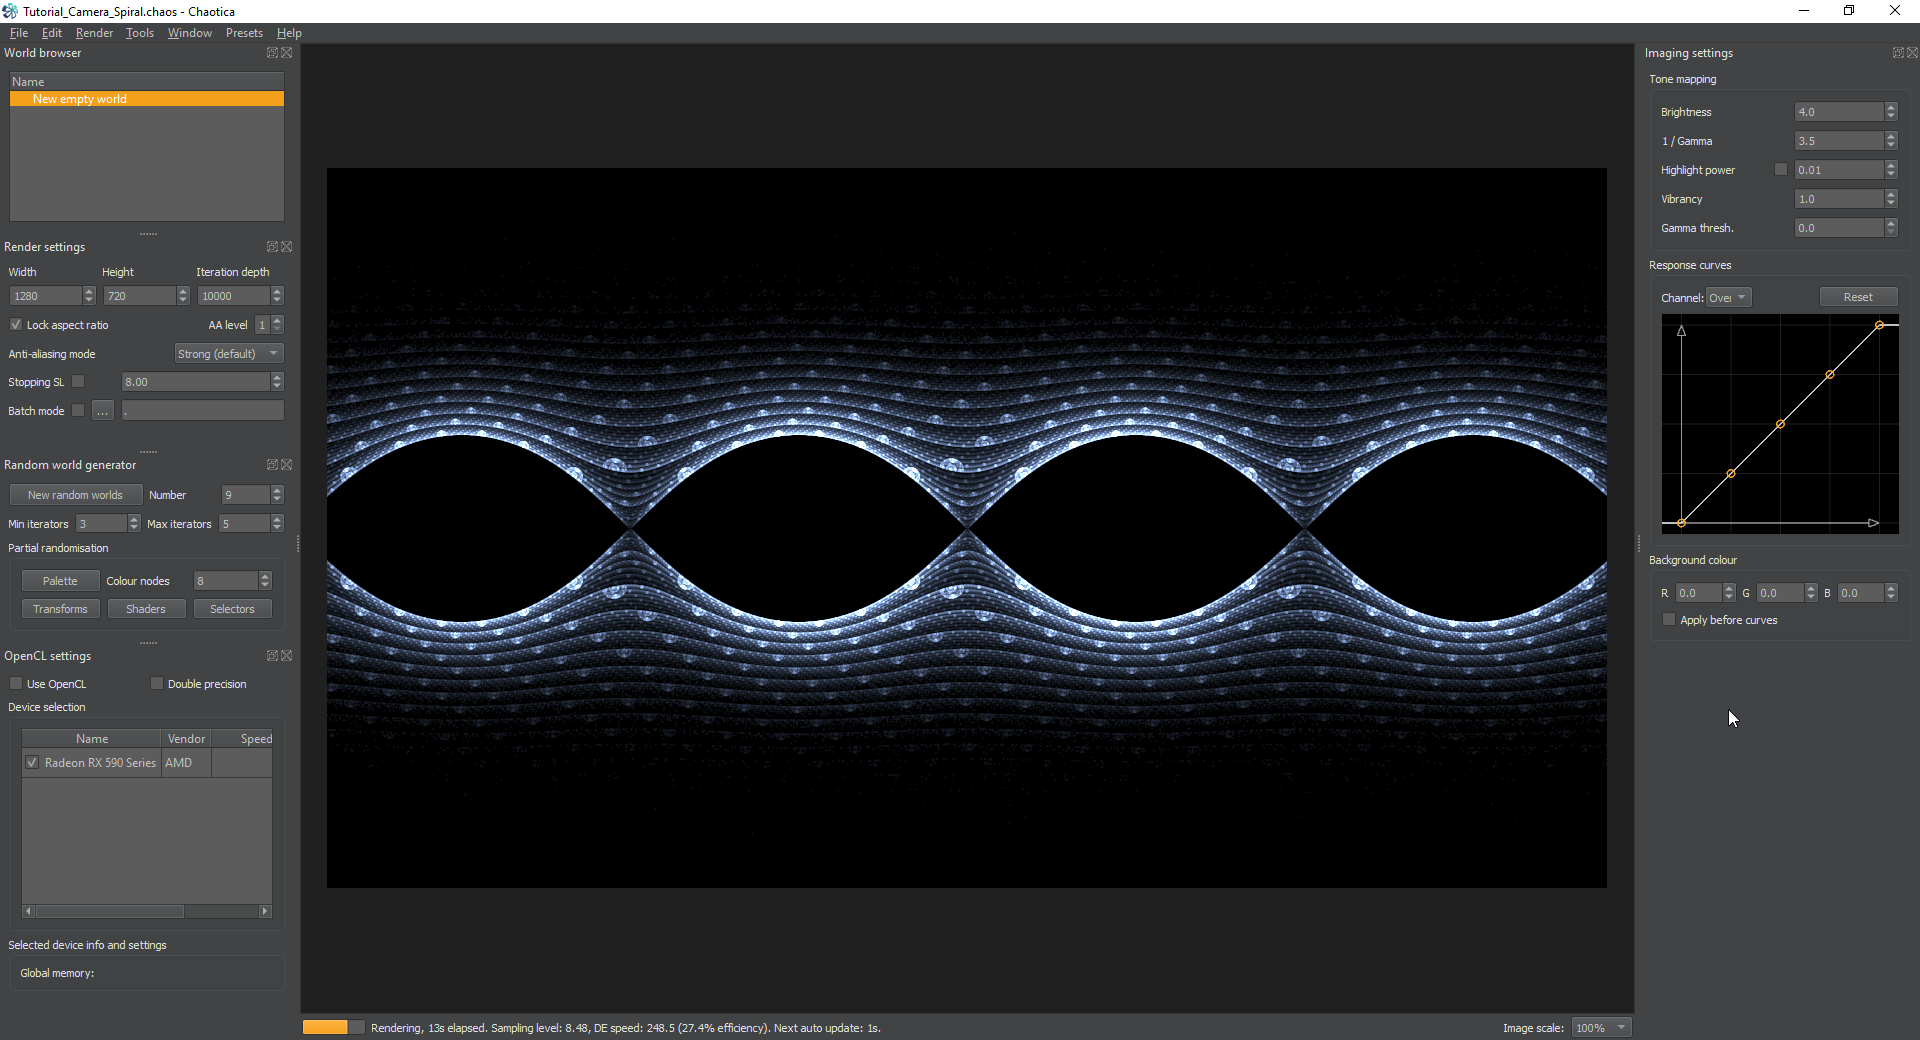 Tutorial_Camera_Spiral.chaos - Chaotica
File Edit Render Tools Window Presets Help
World browser
Name
New empty world
Render settings
Width Height Iteration depth
1280 720 10000
Lock aspect ratio AA level 1
Anti-aliasing mode Strong (default)
Stopping SL 8.00
Batch mode ... .
Random world generator
New random worlds Number 9
Min iterators 3 Max iterators 5
Partial randomisation
Palette Colour nodes 8
Transforms Shaders Selectors
OpenCL settings
Use OpenCL Double precision
Device selection
Name Vendor Speed
Radeon RX 590 Series AMD
Selected device info and settings
Global memory:
Rendering, 13s elapsed. Sampling level: 8.48, DE speed: 248.5 (27.4% efficiency). Next auto update: 1s.
Image scale: 100%
Imaging settings
Tone mapping
Brightness 4.0
1 / Gamma 3.5
Highlight power 0.01
Vibrancy 1.0
Gamma thresh. 0.0
Response curves
Channel: Over Reset
Background colour
R 0.0 G 0.0 B 0.0
Apply before curves